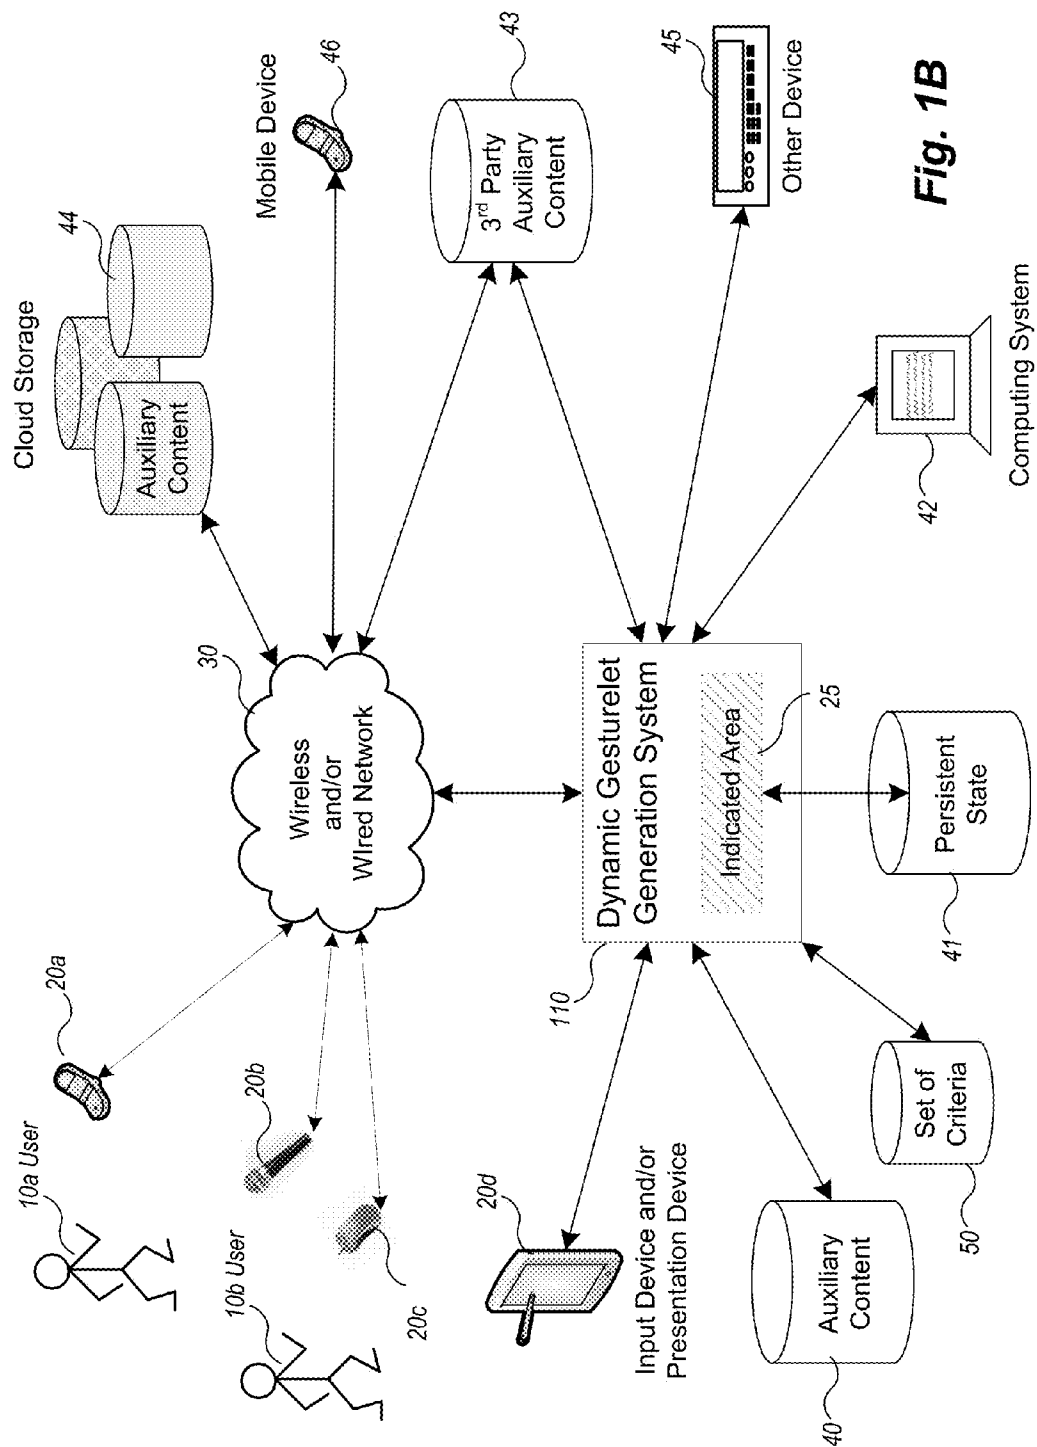 10a User
20a
10b User
20b
20c
20d
Input Device and/or
Presentation Device
30
Wireless
and/or
WIred Network
Cloud Storage
44
Auxiliary
Content
Mobile Device
46
43
3rd Party
Auxiliary
Content
45
Other Device
110
Dynamic Gesturelet
Generation System
Indicated Area
25
40
Auxiliary
Content
50
Set of
Criteria
41
Persistent
State
42
Computing System
Fig. 1B